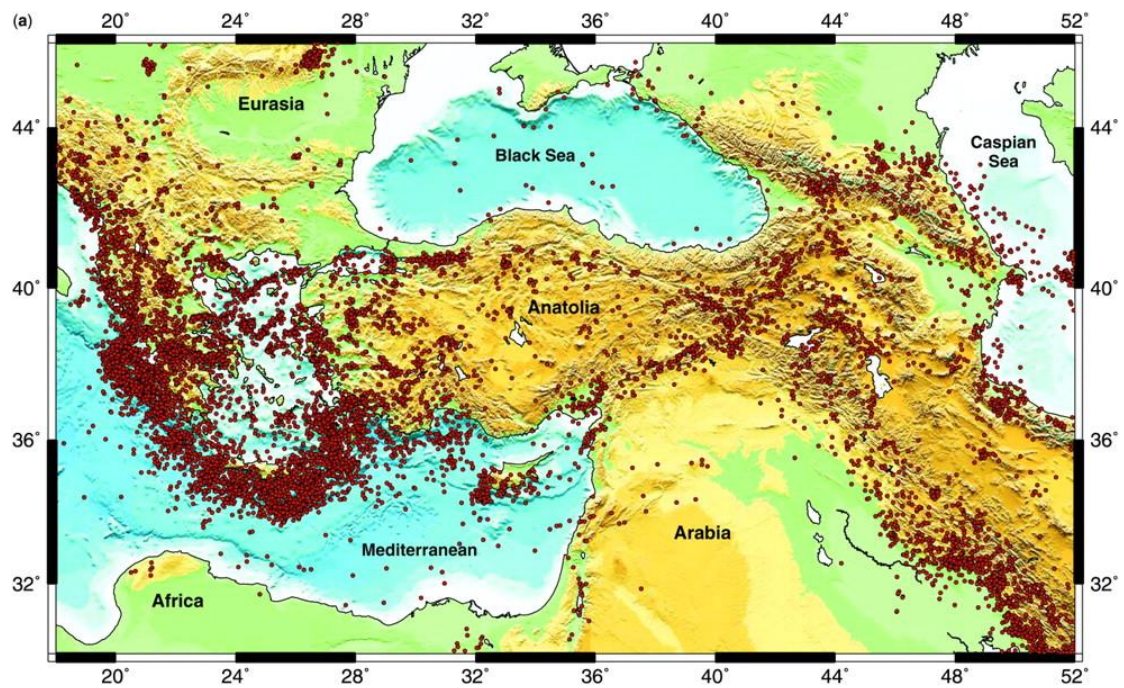 (a)
20° 24° 28° 32° 36° 40° 44° 48° 52°
Eurasia
44° 44°
Caspian
Sea
Black Sea
40° 40°
Anatolia
36° 36°
Arabia
Mediterranean
32° 32°
Africa
20° 24° 28° 32° 36° 40° 44° 48° 52°